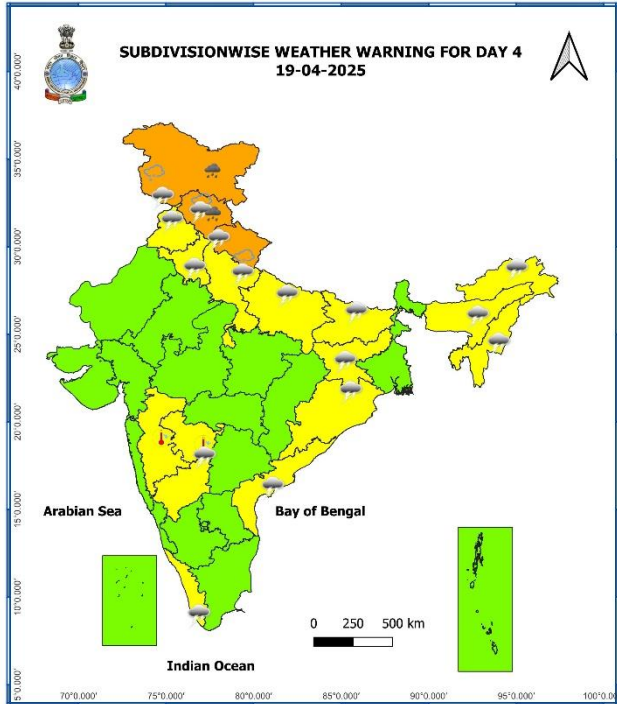 SUBDIVISIONWISE WEATHER WARNING FOR DAY 4
19-04-2025
40°0.000'
35°0.000'
30°0.000'
25°0.000'
20°0.000'
15°0.000'
10°0.000'
5°0.000'
Arabian Sea
Bay of Bengal
0 250 500 km
Indian Ocean
70°0.000' 75°0.000' 80°0.000' 85°0.000' 90°0.000' 95°0.000' 100°0.000'